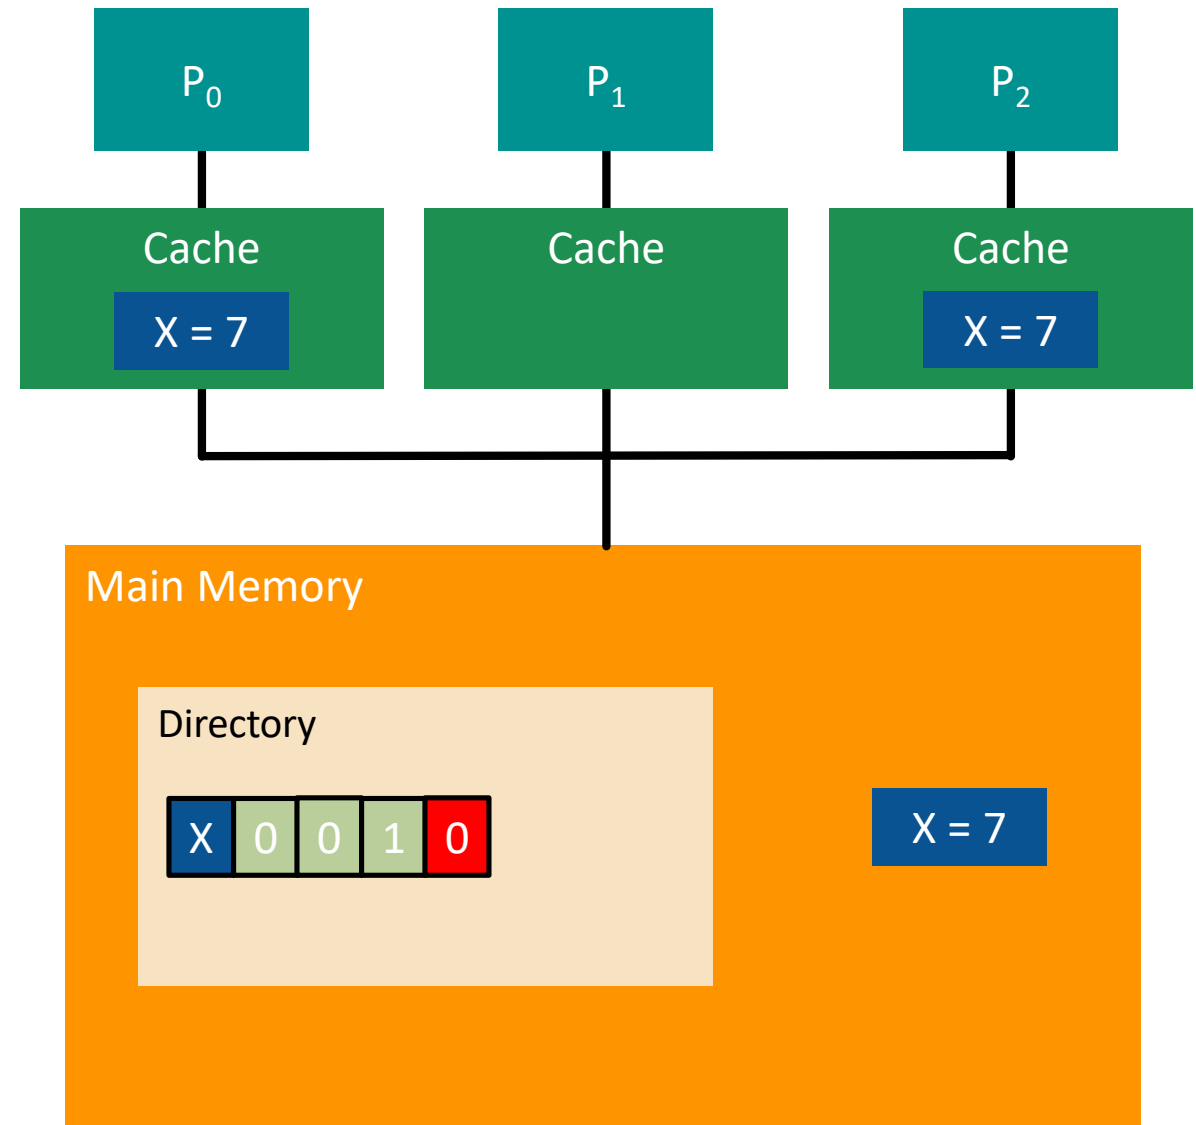 P₀ P₁ P₂
Cache Cache Cache
X = 7 X = 7
Main Memory
Directory
X 0 0 1 0
X = 7